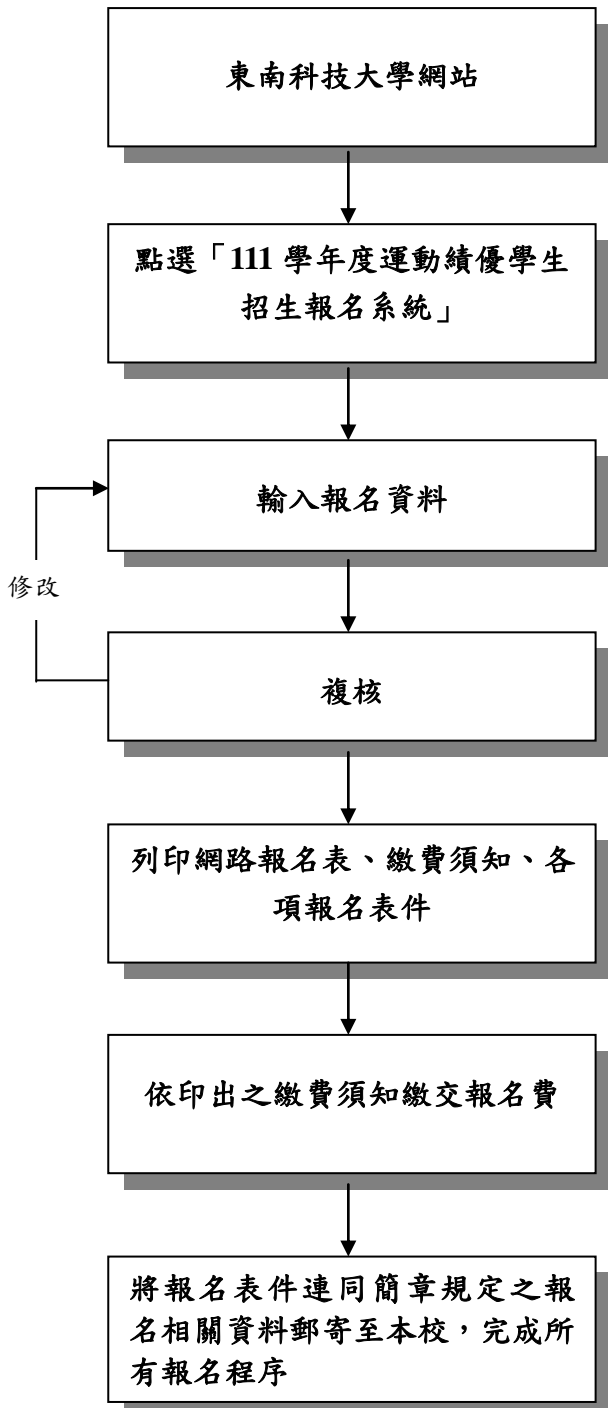 東南科技大學網站
點選「111 學年度運動績優學生
招生報名系統」
輸入報名資料
修改
複核
列印網路報名表、繳費須知、各
項報名表件
依印出之繳費須知繳交報名費
將報名表件連同簡章規定之報
名相關資料郵寄至本校，完成所
有報名程序